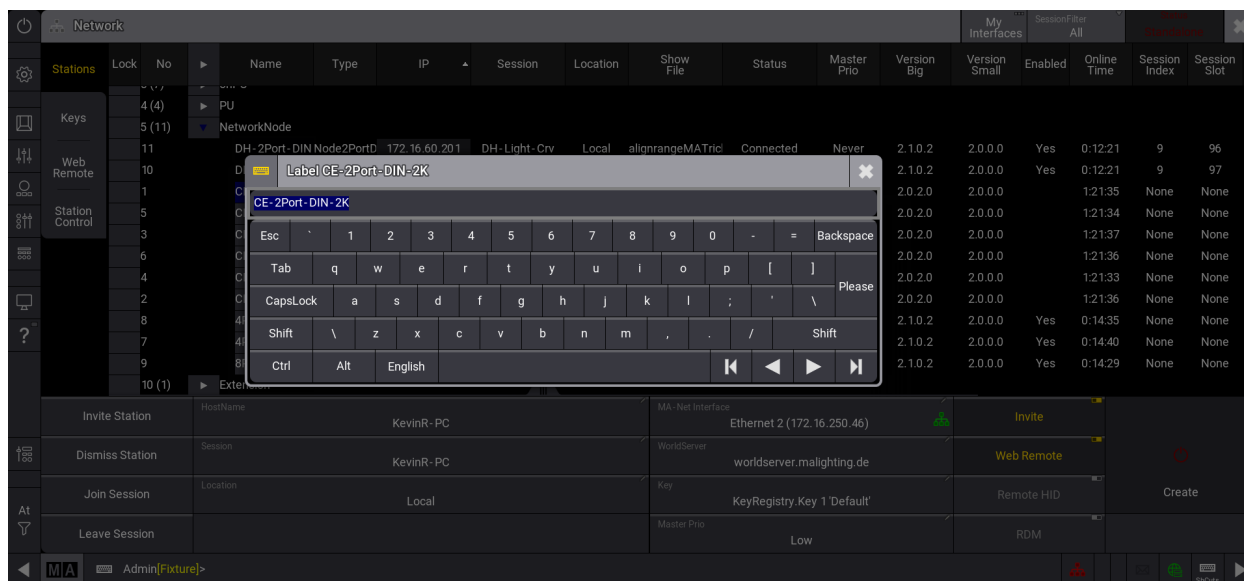 Network
My Interfaces
SessionFilter
All
Stations
Lock No Name Type IP Session Location Show File Status Master Prio Version Big Version Small Enabled Online Time Session Index Session Slot
Keys
Web Remote
Station Control
4 (4) PU
5 (11) NetworkNode
11 DH-2Port-DIN Node2PortD 172.16.60.201 DH-Light-Crv Local alignrangeMATricl Connected Never 2.1.0.2 2.0.0.0 Yes 0:12:21 9 96
10 2.1.0.2 2.0.0.0 Yes 0:12:21 9 97
1 2.0.2.0 2.0.0.0 1:21:35 None None
5 2.0.2.0 2.0.0.0 1:21:34 None None
3 2.0.2.0 2.0.0.0 1:21:37 None None
6 2.0.2.0 2.0.0.0 1:21:36 None None
4 2.0.2.0 2.0.0.0 1:21:33 None None
2 2.0.2.0 2.0.0.0 1:21:36 None None
8 2.1.0.2 2.0.0.0 Yes 0:14:35 None None
7 2.1.0.2 2.0.0.0 Yes 0:14:40 None None
9 2.1.0.2 2.0.0.0 Yes 0:14:29 None None
10 (1) Extension
Label CE-2Port-DIN-2K
CE-2Port-DIN-2K
Esc ` 1 2 3 4 5 6 7 8 9 0 - = Backspace
Tab q w e r t y u i o p [ ]
Please
CapsLock a s d f g h j k l ; ' \
Shift \ z x c v b n m , . / Shift
Ctrl Alt English
Invite Station
HostName
KevinR-PC
MA-Net Interface
Ethernet 2 (172.16.250.46)
Invite
Dismiss Station
Session
KevinR-PC
WorldServer
worldserver.malighting.de
Web Remote
Join Session
Location
Local
Key
KeyRegistry.Key 1 'Default'
Remote HID
Create
Leave Session
Master Prio
Low
RDM
At
MA Admin[Fixture]>